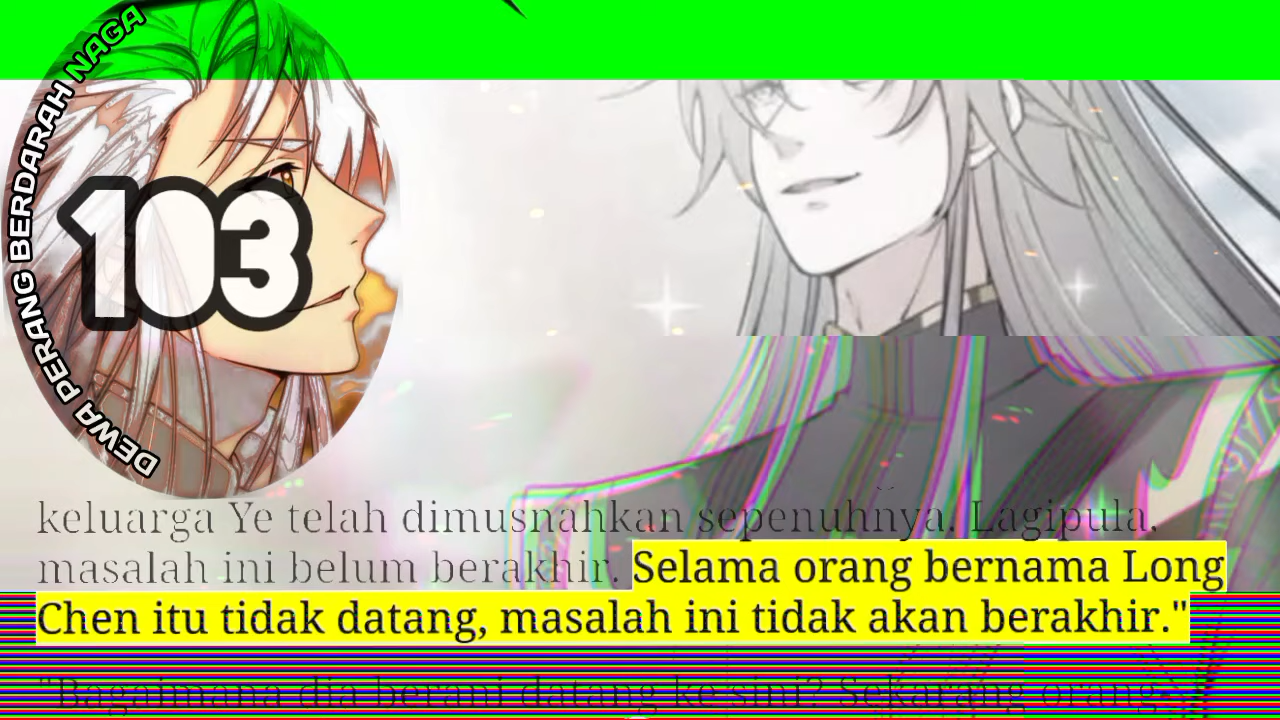 DEWA PERANG BERDARAH NAGA
103
keluarga Ye telah dimusnahkan sepenuhnya. Lagipula,
masalah ini belum berakhir. Selama orang bernama Long
Chen itu tidak datang, masalah ini tidak akan berakhir."
"Bagaimana dia berani datang ke sini? Sekarang orang-